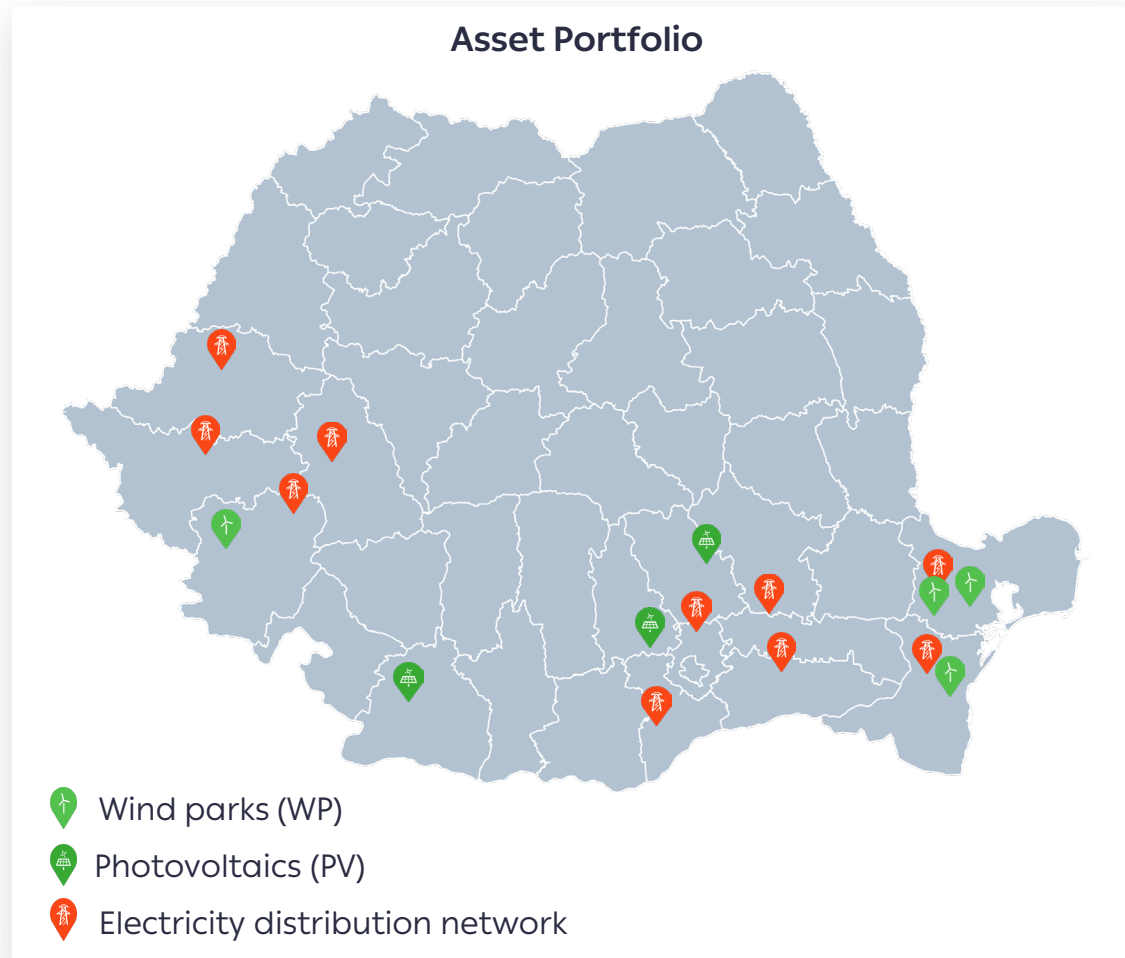 Asset Portfolio
Wind parks (WP)
Photovoltaics (PV)
Electricity distribution network